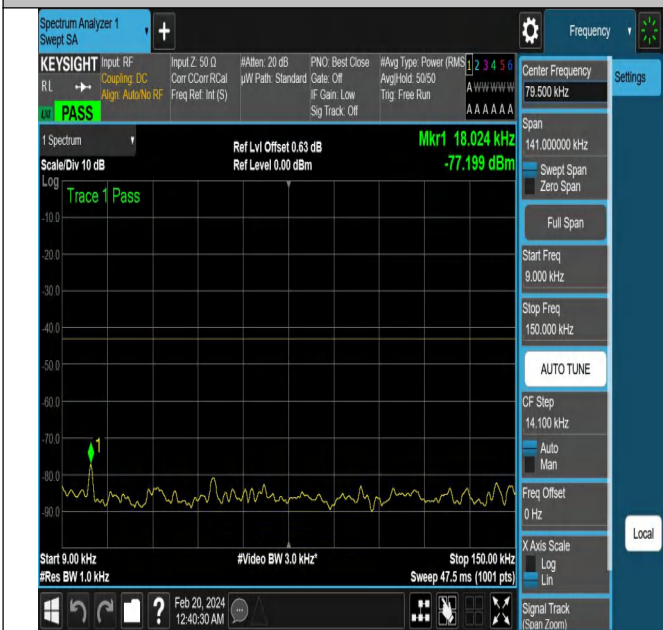 Spectrum Analyzer 1
Swept SA
+
Frequency
KEYSIGHT
RL
PASS
Input: RF
Coupling: DC
Align: Auto/No RF
Input Z: 50 Ω
Corr CCorr RCal
Freq Ref: Int (S)
#Atten: 20 dB
µW Path: Standard
PNO: Best Close
Gate: Off
IF Gain: Low
Sig Track: Off
#Avg Type: Power (RMS
Avg|Hold: 50/50
Trig: Free Run
1 2 3 4 5 6
A W W W W W
A A A A A A
1 Spectrum
Scale/Div 10 dB
Log
Ref Lvl Offset 0.63 dB
Ref Level 0.00 dBm
Mkr1 18.024 kHz
-77.199 dBm
Trace 1 Pass
-10.0
-20.0
-30.0
-40.0
-50.0
-60.0
-70.0
-80.0
-90.0
1
Start 9.00 kHz
#Res BW 1.0 kHz
#Video BW 3.0 kHz*
Stop 150.00 kHz
Sweep 47.5 ms (1001 pts)
?
Feb 20, 2024
12:40:30 AM
Center Frequency
79.500 kHz
Settings
Span
141.000000 kHz
Swept Span
Zero Span
Full Span
Start Freq
9.000 kHz
Stop Freq
150.000 kHz
AUTO TUNE
CF Step
14.100 kHz
Auto
Man
Freq Offset
0 Hz
Local
X Axis Scale
Log
Lin
Signal Track
(Span Zoom)